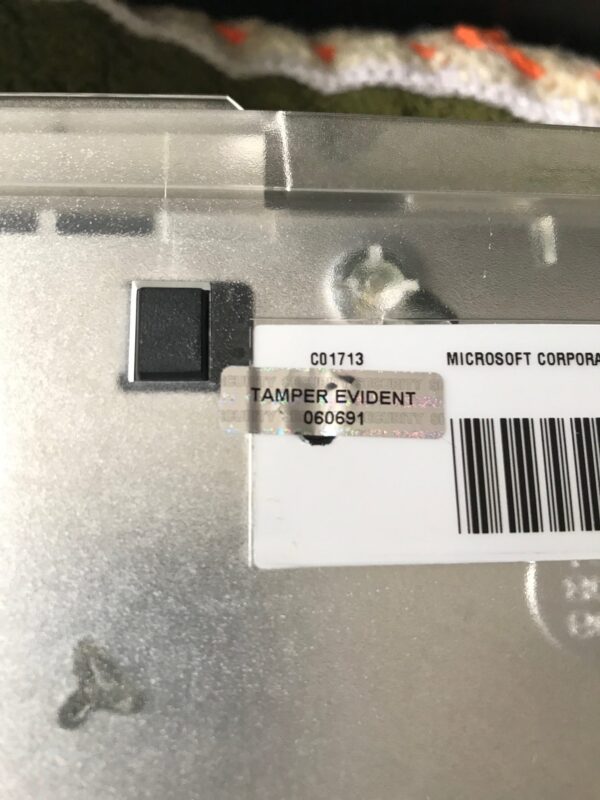 C01713
MICROSOFT CORPORA
TAMPER EVIDENT
060691